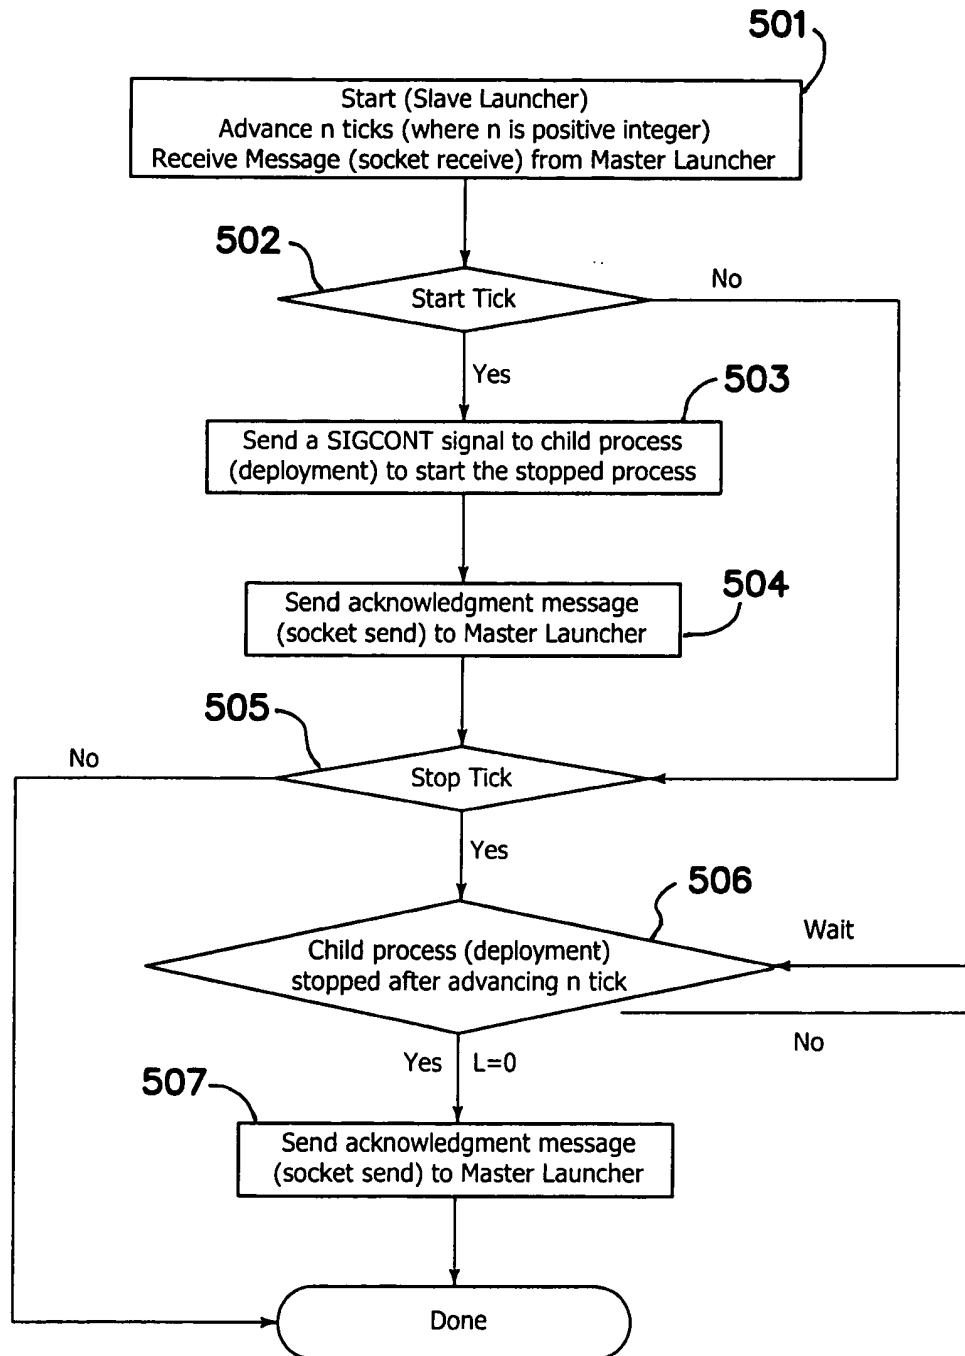 501
Start (Slave Launcher)
Advance n ticks (where n is positive integer)
Receive Message (socket receive) from Master Launcher
502
Start Tick
No
Yes
503
Send a SIGCONT signal to child process
(deployment) to start the stopped process
504
Send acknowledgment message
(socket send) to Master Launcher
505
No
Stop Tick
Yes
506
Wait
Child process (deployment)
stopped after advancing n tick
No
Yes L=0
507
Send acknowledgment message
(socket send) to Master Launcher
Done